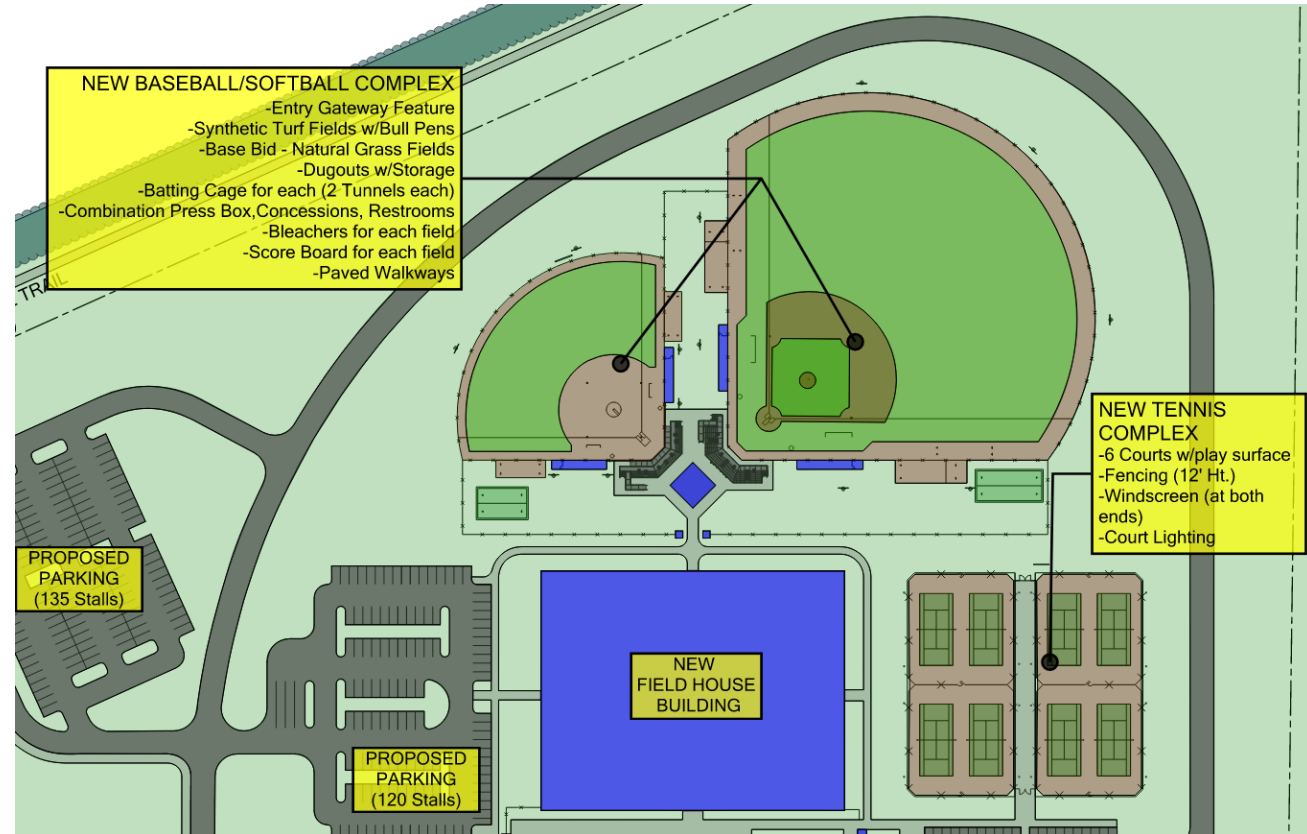 NEW BASEBALL/SOFTBALL COMPLEX
-Entry Gateway Feature
-Synthetic Turf Fields w/Bull Pens
-Base Bid - Natural Grass Fields
-Dugouts w/Storage
-Batting Cage for each (2 Tunnels each)
-Combination Press Box,Concessions, Restrooms
-Bleachers for each field
-Score Board for each field
-Paved Walkways
TRAIL
NEW TENNIS
COMPLEX
-6 Courts w/play surface
-Fencing (12' Ht.)
-Windscreen (at both
ends)
-Court Lighting
PROPOSED
PARKING
(135 Stalls)
NEW
FIELD HOUSE
BUILDING
PROPOSED
PARKING
(120 Stalls)